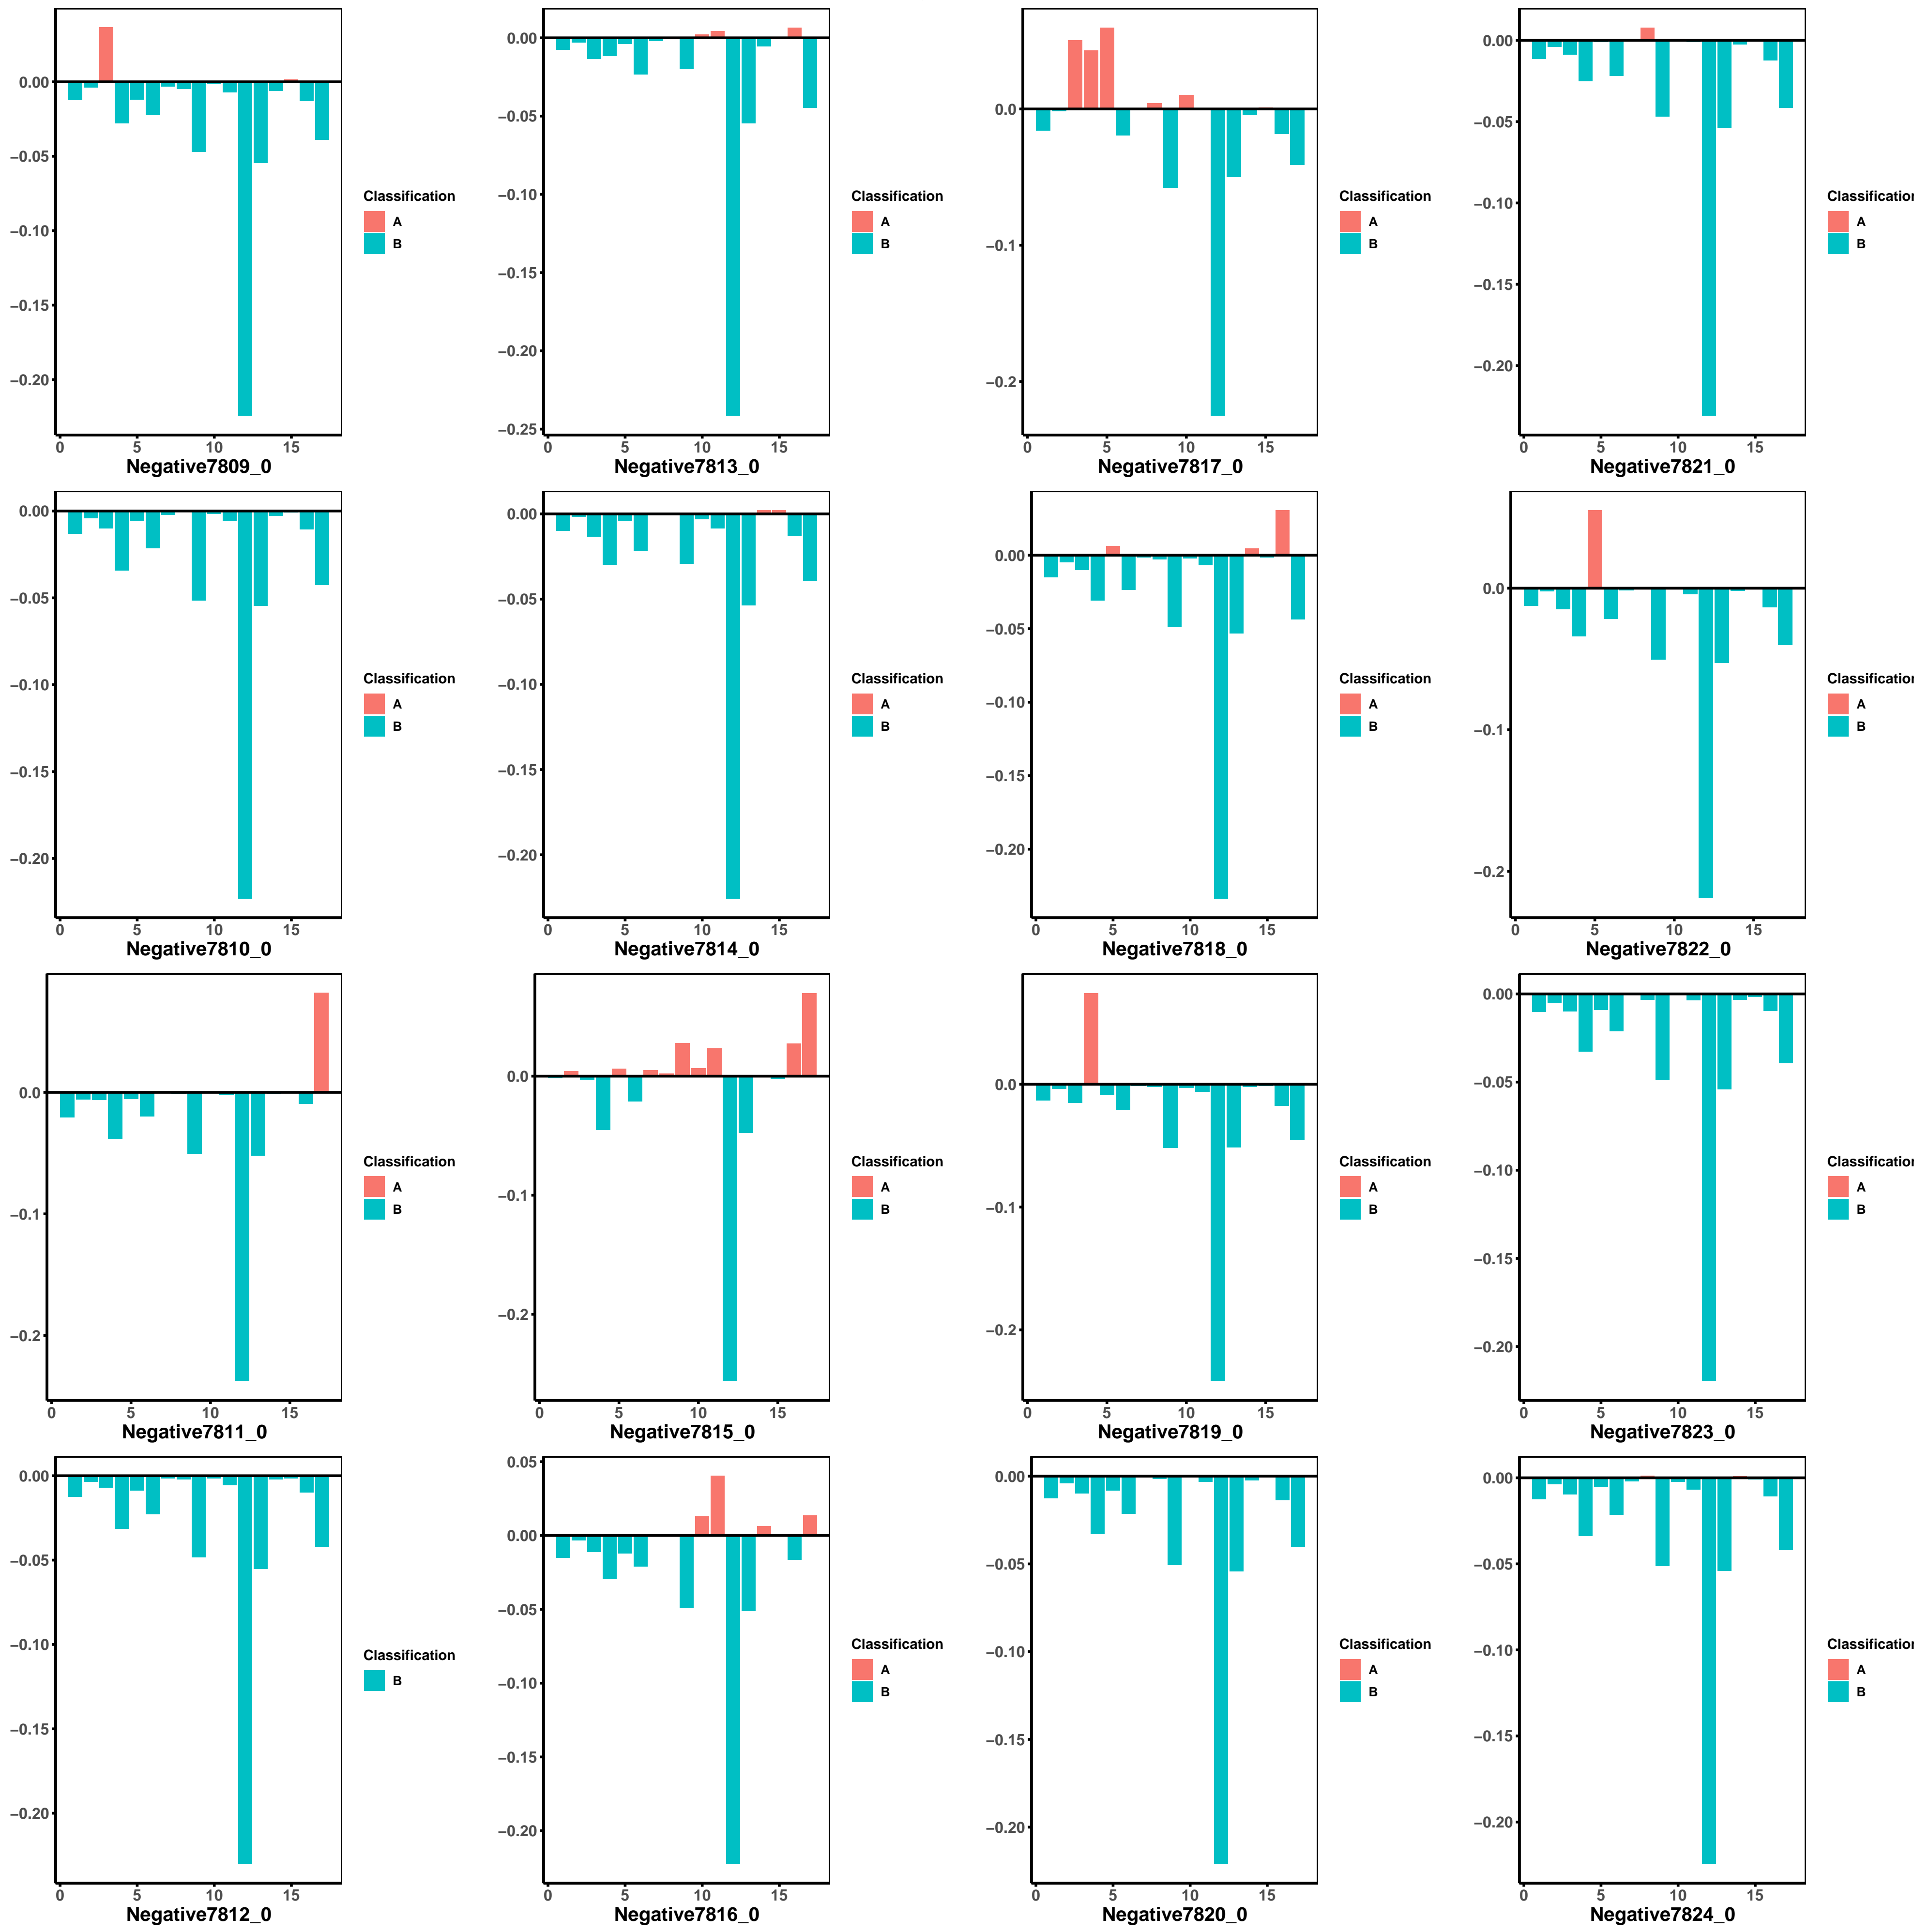 0.00
−0.05
−0.10
−0.15
−0.20
0 5 10 15
Negative7809_0
Classification
A
B
0.00
−0.05
−0.10
−0.15
−0.20
−0.25
0 5 10 15
Negative7813_0
Classification
A
B
0.0
−0.1
−0.2
0 5 10 15
Negative7817_0
Classification
A
B
0.00
−0.05
−0.10
−0.15
−0.20
0 5 10 15
Negative7821_0
Classification
A
B
0.00
−0.05
−0.10
−0.15
−0.20
0 5 10 15
Negative7810_0
Classification
A
B
0.00
−0.05
−0.10
−0.15
−0.20
0 5 10 15
Negative7814_0
Classification
A
B
0.00
−0.05
−0.10
−0.15
−0.20
0 5 10 15
Negative7818_0
Classification
A
B
0.0
−0.1
−0.2
0 5 10 15
Negative7822_0
Classification
A
B
0.0
−0.1
−0.2
0 5 10 15
Negative7811_0
Classification
A
B
0.0
−0.1
−0.2
0 5 10 15
Negative7815_0
Classification
A
B
0.0
−0.1
−0.2
0 5 10 15
Negative7819_0
Classification
A
B
0.00
−0.05
−0.10
−0.15
−0.20
0 5 10 15
Negative7823_0
Classification
A
B
0.00
−0.05
−0.10
−0.15
−0.20
0 5 10 15
Negative7812_0
Classification
B
0.05
0.00
−0.05
−0.10
−0.15
−0.20
0 5 10 15
Negative7816_0
Classification
A
B
0.00
−0.05
−0.10
−0.15
−0.20
0 5 10 15
Negative7820_0
Classification
A
B
0.00
−0.05
−0.10
−0.15
−0.20
0 5 10 15
Negative7824_0
Classification
A
B